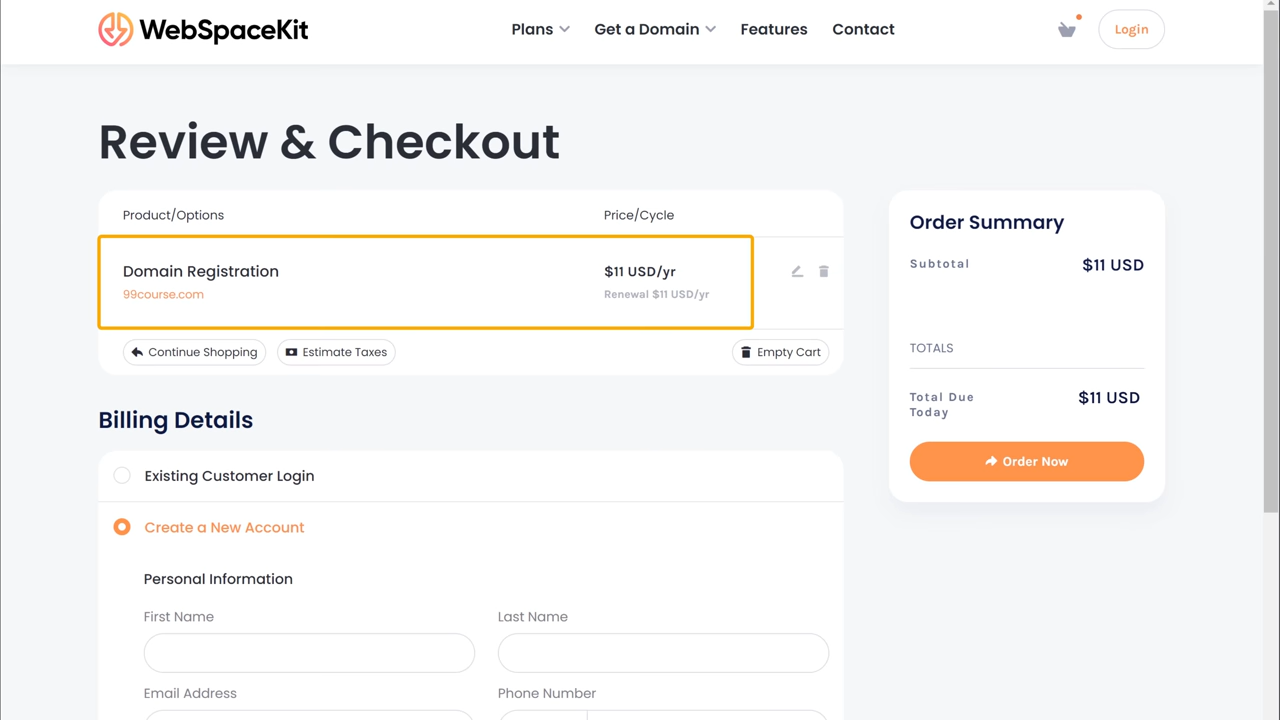 WebSpaceKit
Plans Get a Domain Features Contact Login
Review & Checkout
Product/Options Price/Cycle
Domain Registration $11 USD/yr
99course.com Renewal $11 USD/yr
Continue Shopping Estimate Taxes Empty Cart
Order Summary
Subtotal $11 USD
TOTALS
Total Due $11 USD
Today
Order Now
Billing Details
Existing Customer Login
Create a New Account
Personal Information
First Name Last Name
Email Address Phone Number